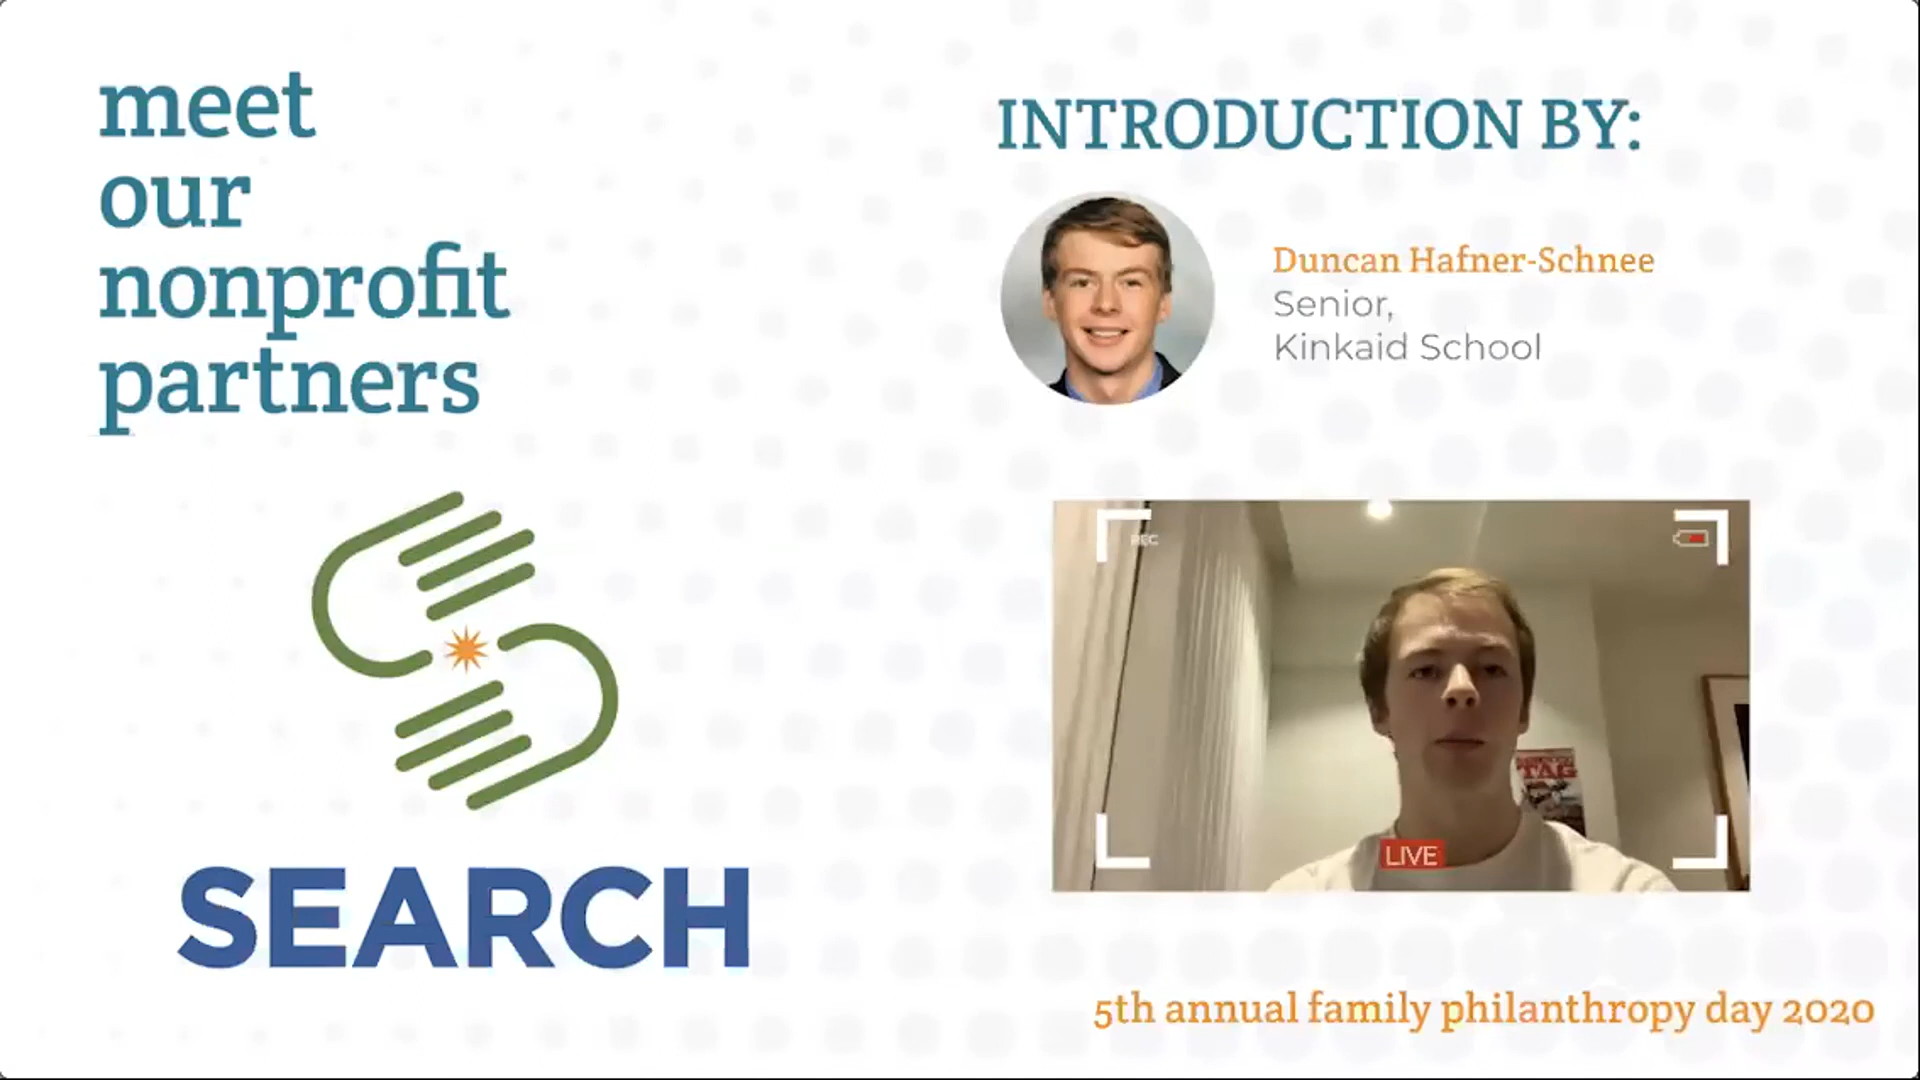 meet
our
nonprofit
partners
SEARCH
INTRODUCTION BY:
Duncan Hafner-Schnee
Senior,
Kinkaid School
REC
TAG
LIVE
5th annual family philanthropy day 2020